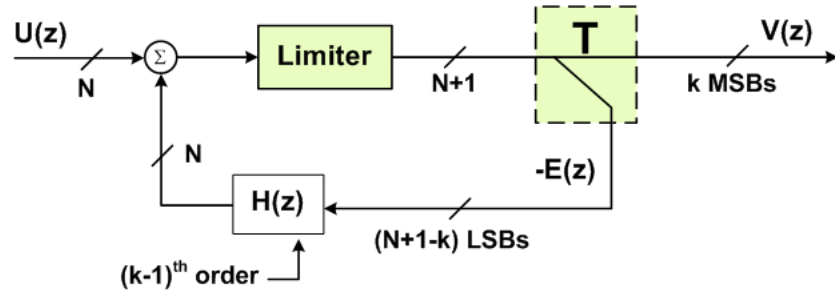 U(z)
N
Σ
Limiter
N+1
T
k MSBs
V(z)
N
-E(z)
H(z)
(N+1-k) LSBs
(k-1)th order